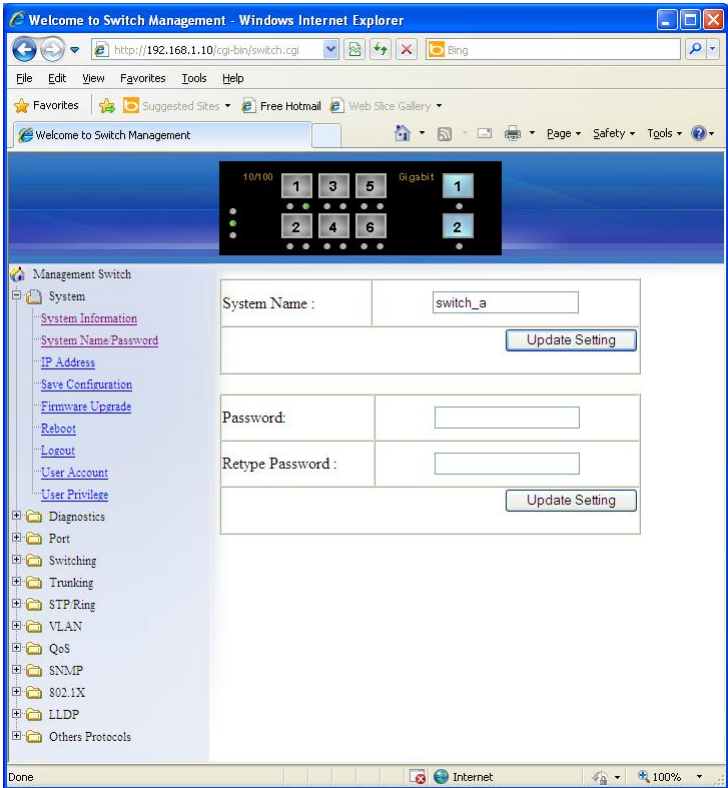 Welcome to Switch Management - Windows Internet Explorer
http://192.168.1.10/cgi-bin/switch.cgi Bing
File Edit View Favorites Tools Help
Favorites Suggested Sites Free Hotmail Web Slice Gallery
Welcome to Switch Management Page Safety Tools
10/100 1 3 5 Gigabit 1
2 4 6 2
Management Switch
System
System Information
System Name/Password
IP Address
Save Configuration
Firmware Upgrade
Reboot
Logout
User Account
User Privilege
Diagnostics
Port
Switching
Trunking
STP/Ring
VLAN
QoS
SNMP
802.1X
LLDP
Others Protocols
System Name : switch_a
Update Setting
Password:
Retype Password :
Update Setting
Done Internet 100%